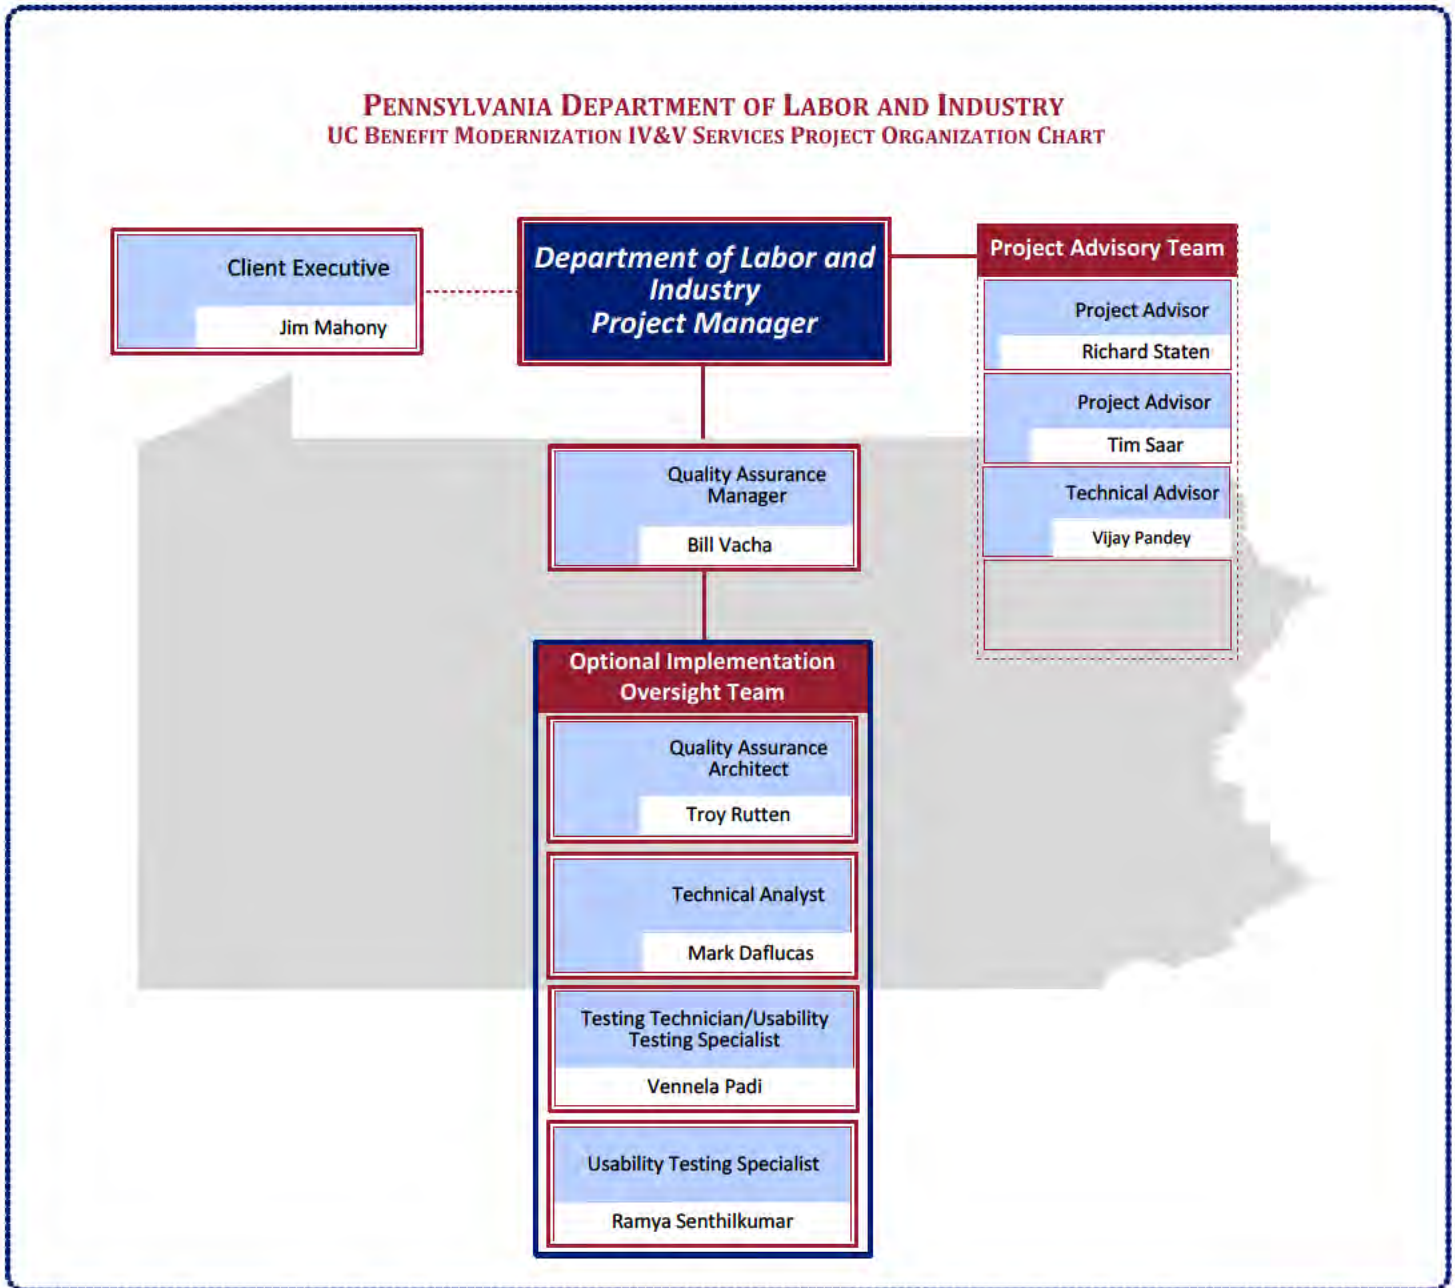 PENNSYLVANIA DEPARTMENT OF LABOR AND INDUSTRY
UC BENEFIT MODERNIZATION IV&V SERVICES PROJECT ORGANIZATION CHART
Client Executive
Jim Mahony
Department of Labor and
Industry
Project Manager
Project Advisory Team
Project Advisor
Richard Staten
Project Advisor
Tim Saar
Technical Advisor
Vijay Pandey
Quality Assurance
Manager
Bill Vacha
Optional Implementation
Oversight Team
Quality Assurance
Architect
Troy Rutten
Technical Analyst
Mark Daflucas
Testing Technician/Usability
Testing Specialist
Vennela Padi
Usability Testing Specialist
Ramya Senthilkumar